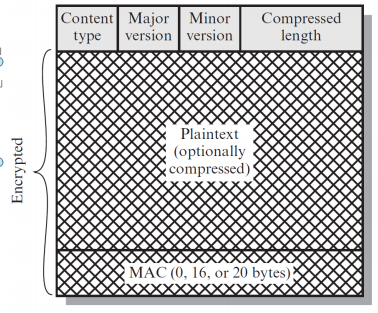 Content Major Minor Compressed
type version version length
Plaintext
(optionally
compressed)
Encrypted
MAC (0, 16, or 20 bytes)